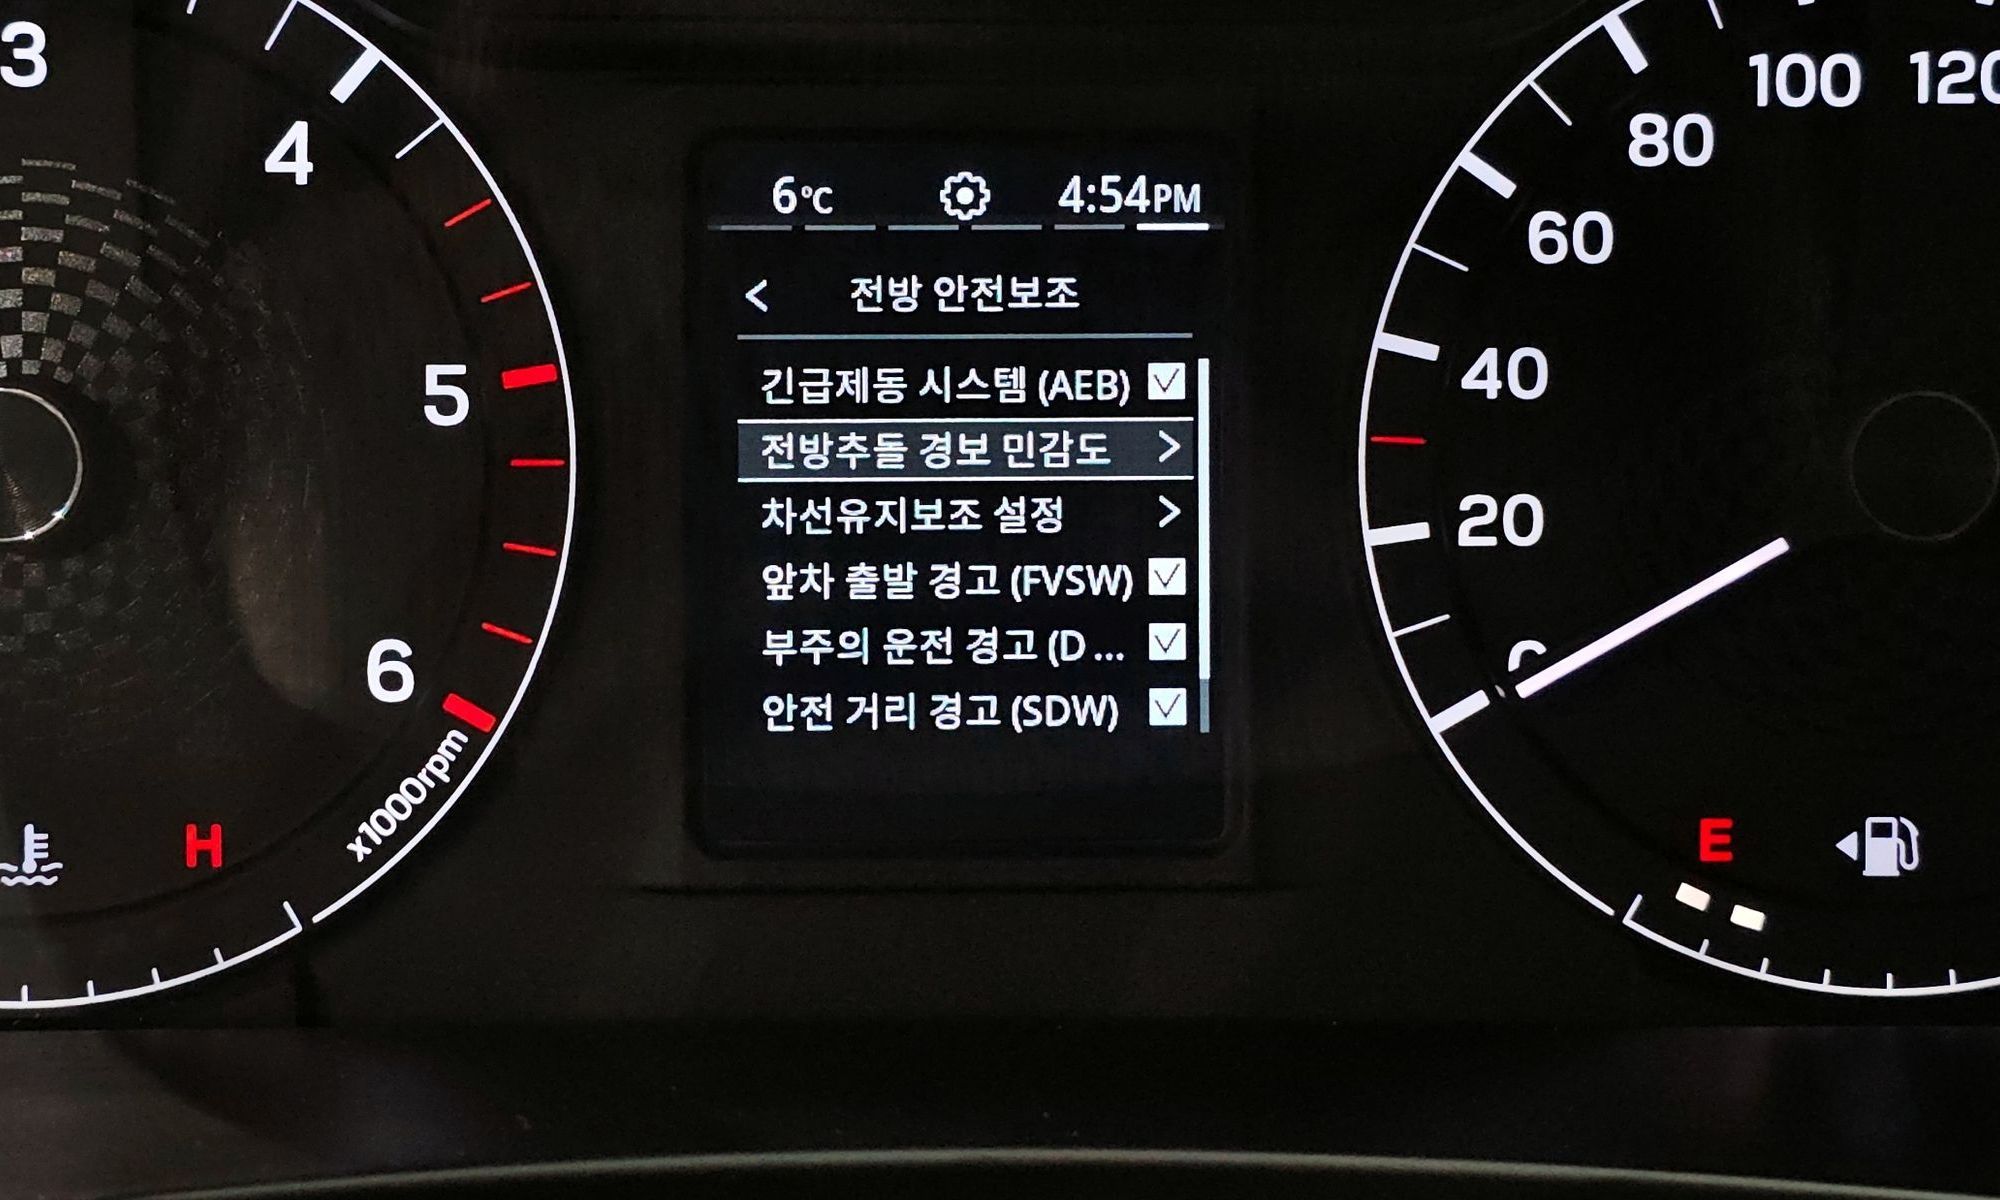 3
4
5
6
x1000rpm
H
6°C
4:54PM
< 전방 안전보조
긴급제동 시스템 (AEB)
전방추돌 경보 민감도 >
차선유지보조 설정 >
앞차 출발 경고 (FVSW)
부주의 운전 경고 (D ...
안전 거리 경고 (SDW)
120
100
80
60
40
20
0
E